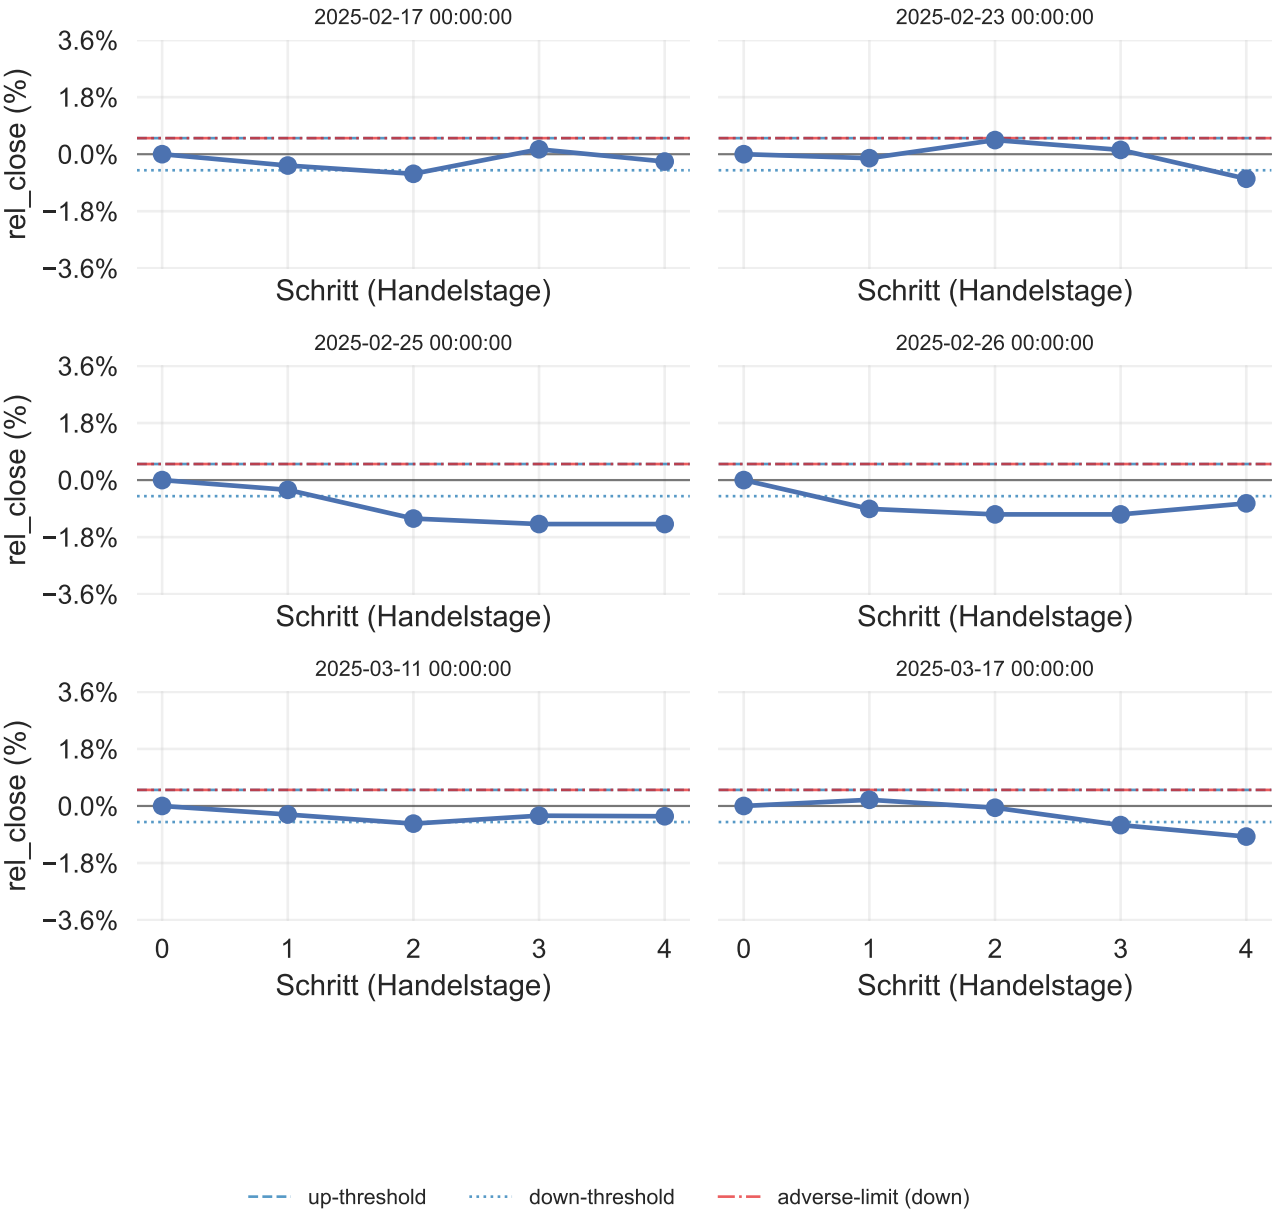 2025-02-17 00:00:00
2025-02-23 00:00:00
3.6%
1.8%
0.0%
−1.8%
−3.6%
rel_close (%)
Schritt (Handelstage)
Schritt (Handelstage)
2025-02-25 00:00:00
2025-02-26 00:00:00
3.6%
1.8%
0.0%
−1.8%
−3.6%
rel_close (%)
Schritt (Handelstage)
Schritt (Handelstage)
2025-03-11 00:00:00
2025-03-17 00:00:00
3.6%
1.8%
0.0%
−1.8%
−3.6%
rel_close (%)
0 1 2 3 4
0 1 2 3 4
Schritt (Handelstage)
Schritt (Handelstage)
up-threshold
down-threshold
adverse-limit (down)